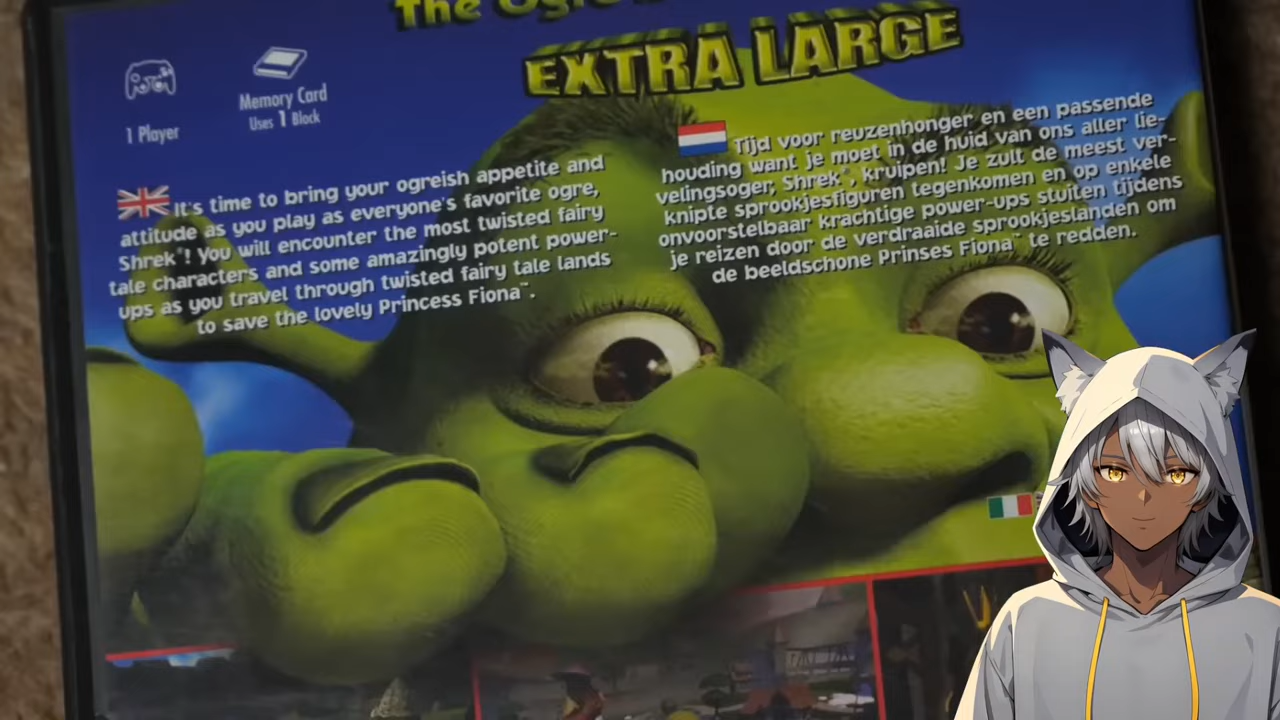 The Ogre
EXTRA LARGE
1 Player
Memory Card
Uses 1 Block
It's time to bring your ogreish appetite and
attitude as you play as everyone's favorite ogre,
Shrek™! You will encounter the most twisted fairy
tale characters and some amazingly potent power-
ups as you travel through twisted fairy tale lands
to save the lovely Princess Fiona™.
Tijd voor reuzenhonger en een passende
houding want je moet in de huid van ons aller lie-
velingsoger, Shrek™, kruipen! Je zult de meest ver-
knipte sprookjesfiguren tegenkomen en op enkele
onvoorstelbaar krachtige power-ups stuiten tijdens
je reizen door de verdraaide sprookjeslanden om
de beeldschone Prinses Fiona™ te redden.